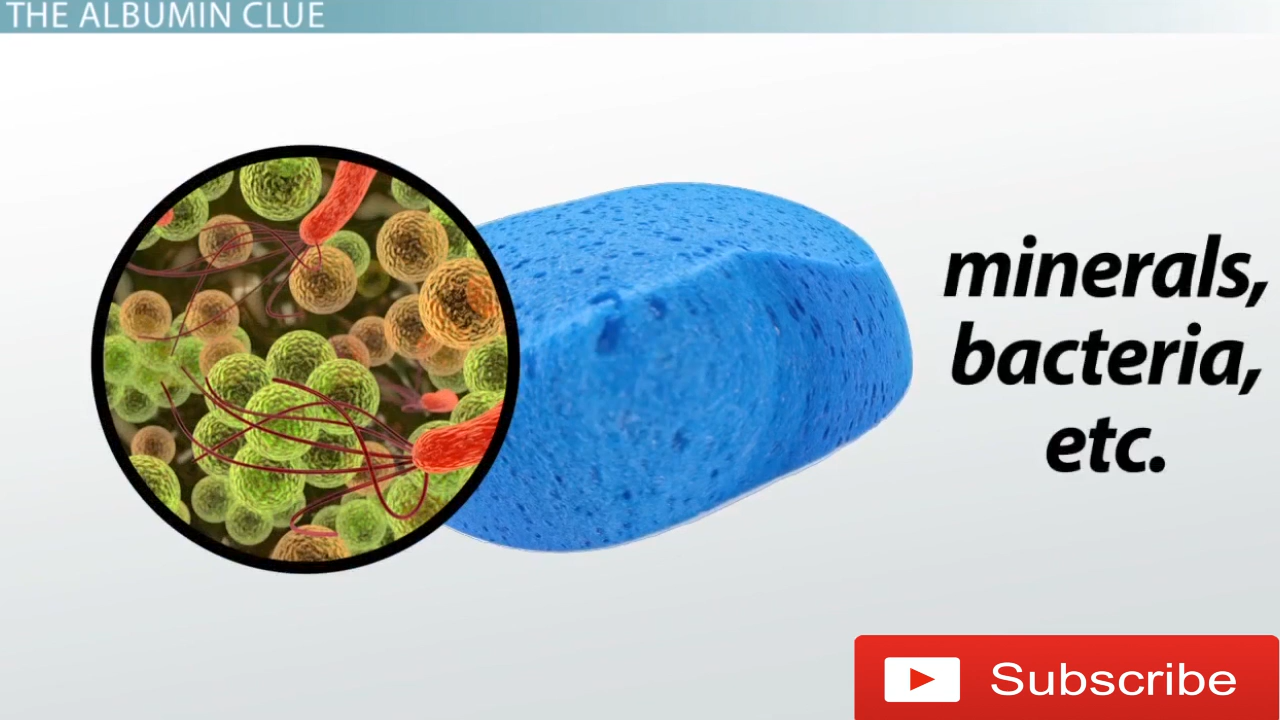 THE ALBUMIN CLUE
minerals,
bacteria,
etc.
Subscribe